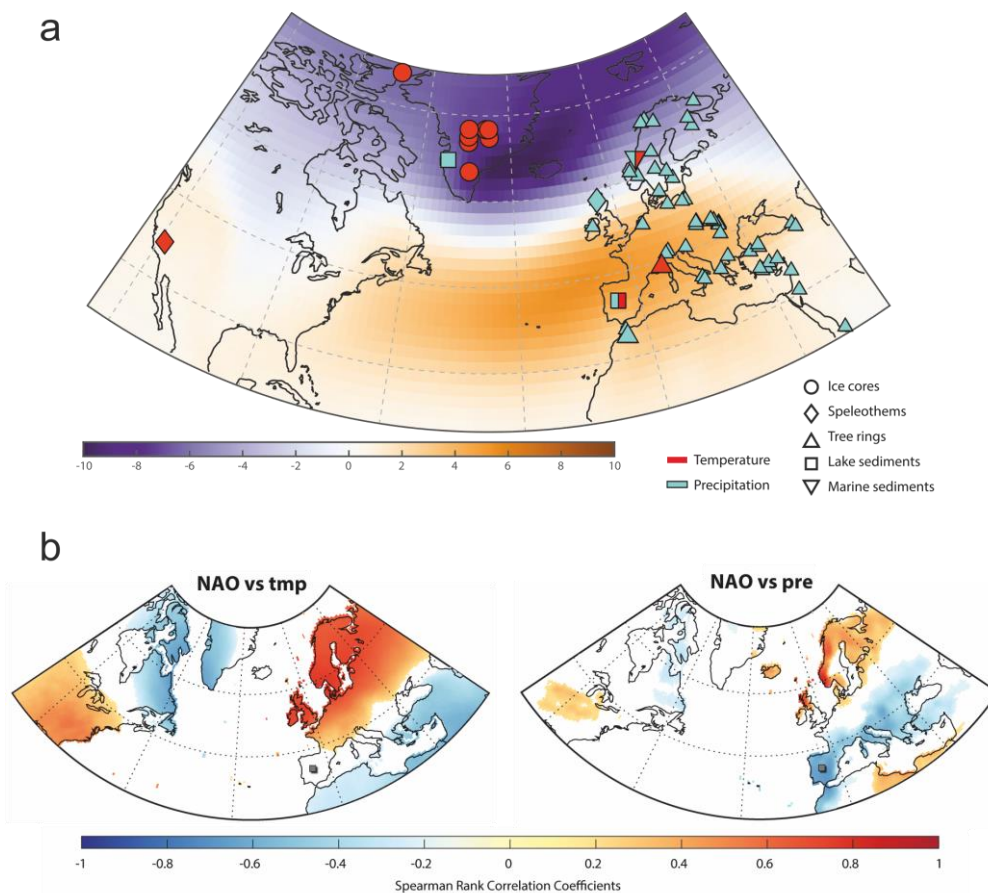 a
-10 -8 -6 -4 -2 0 2 4 6 8 10
Temperature
Precipitation
Ice cores
Speleothems
Tree rings
Lake sediments
Marine sediments
b
NAO vs tmp
NAO vs pre
-1 -0.8 -0.6 -0.4 -0.2 0 0.2 0.4 0.6 0.8 1
Spearman Rank Correlation Coefficients